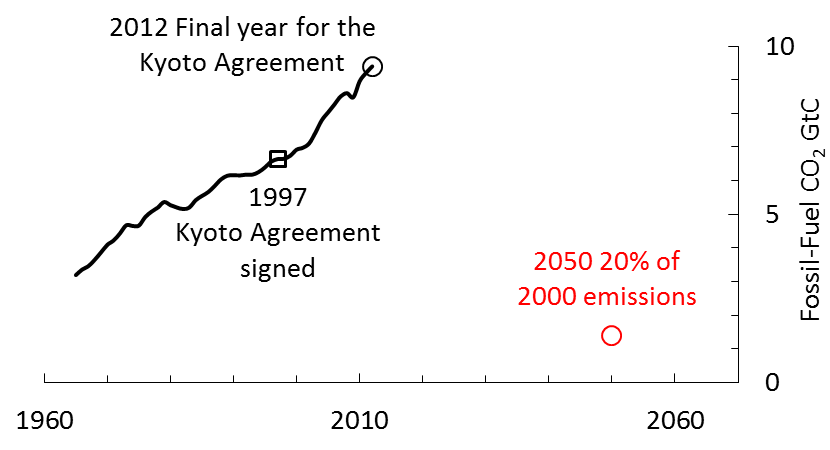 2012 Final year for the
Kyoto Agreement
1997
Kyoto Agreement
signed
2050 20% of
2000 emissions
10
5
0
Fossil-Fuel CO₂ GtC
1960
2010
2060